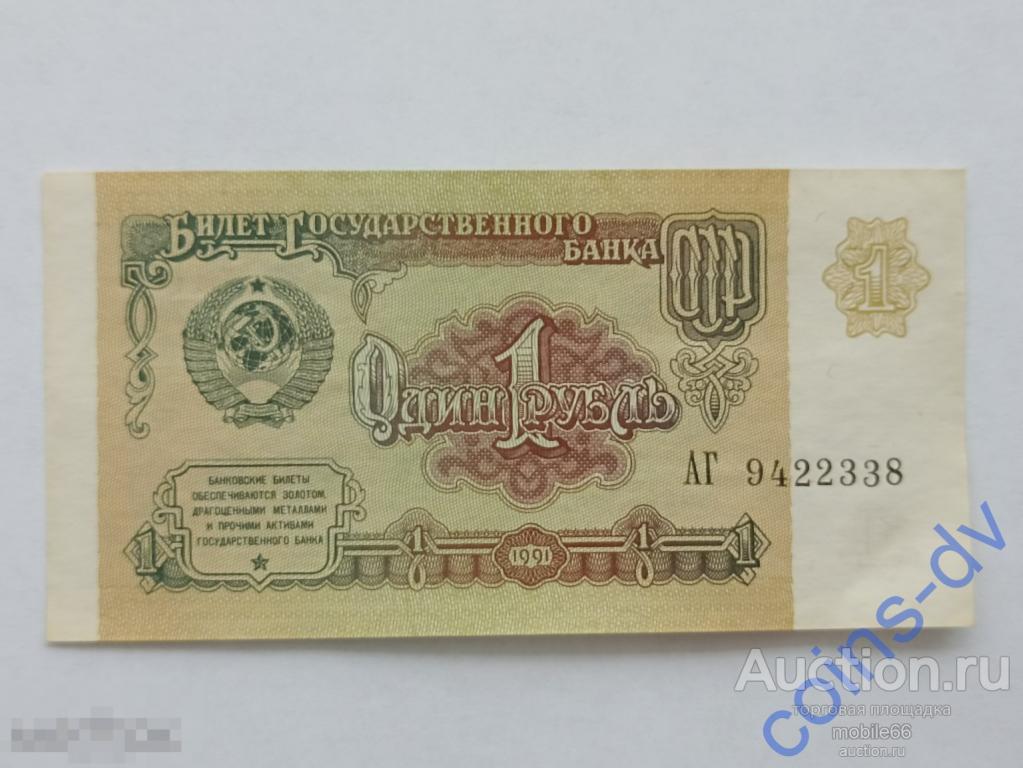 Билет Государственного
Банка
СССР
1
Один 1 рубль
АГ 9422338
БАНКОВСКИЕ БИЛЕТЫ
ОБЕСПЕЧИВАЮТСЯ ЗОЛОТОМ,
ДРАГОЦЕННЫМИ МЕТАЛЛАМИ
И ПРОЧИМИ АКТИВАМИ
ГОСУДАРСТВЕННОГО БАНКА
1 1 1991 1 1
coins-dv
Auction.ru
торговая площадка
mobile66
auction.ru